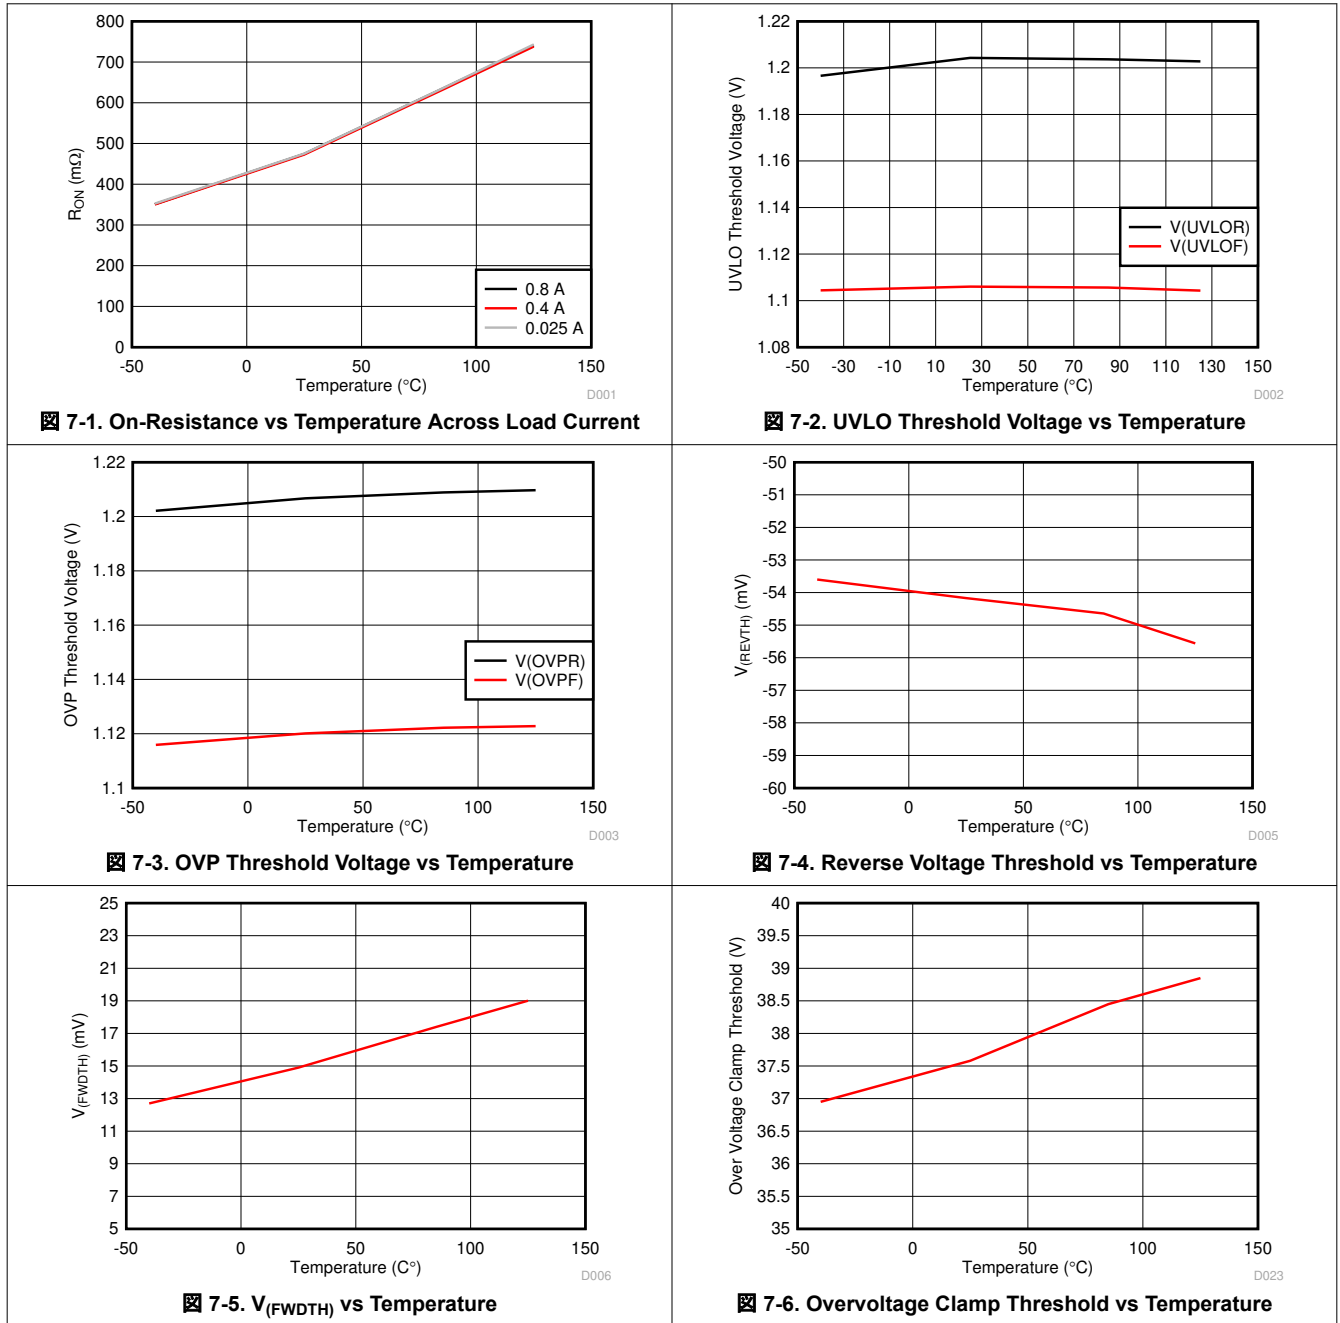 800
700
600
500
400
300
200
100
0
-50 0 50 100 150
RON (mΩ)
Temperature (°C)
0.8 A
0.4 A
0.025 A
D001
図 7-1. On-Resistance vs Temperature Across Load Current
1.22
1.2
1.18
1.16
1.14
1.12
1.1
1.08
-50 -30 -10 10 30 50 70 90 110 130 150
UVLO Threshold Voltage (V)
Temperature (°C)
V(UVLOR)
V(UVLOF)
D002
図 7-2. UVLO Threshold Voltage vs Temperature
1.22
1.2
1.18
1.16
1.14
1.12
1.1
-50 0 50 100 150
OVP Threshold Voltage (V)
Temperature (°C)
V(OVPR)
V(OVPF)
D003
図 7-3. OVP Threshold Voltage vs Temperature
-50
-51
-52
-53
-54
-55
-56
-57
-58
-59
-60
-50 0 50 100 150
V(REVTH) (mV)
Temperature (°C)
D005
図 7-4. Reverse Voltage Threshold vs Temperature
25
23
21
19
17
15
13
11
9
7
5
-50 0 50 100 150
V(FWDTH) (mV)
Temperature (C°)
D006
図 7-5. V(FWDTH) vs Temperature
40
39.5
39
38.5
38
37.5
37
36.5
36
35.5
35
-50 0 50 100 150
Over Voltage Clamp Threshold (V)
Temperature (°C)
D023
図 7-6. Overvoltage Clamp Threshold vs Temperature